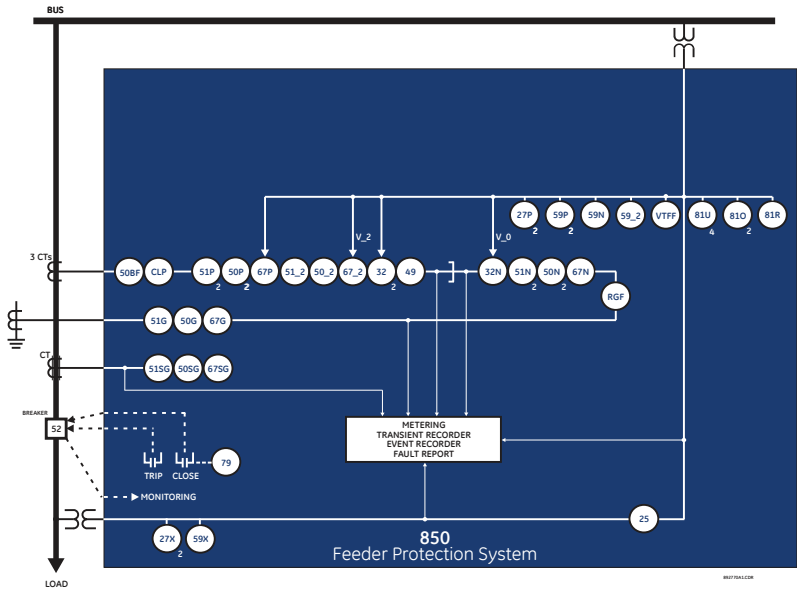 BUS
27P 59P 59N 59_2 VTFF 81U 81O 81R
2 2 4 2
V_2 V_0
3 CTs
50BF CLP 51P 50P 67P 51_2 50_2 67_2 32 49 32N 51N 50N 67N
2 2 2 2 2
RGF
51G 50G 67G
CT
51SG 50SG 67SG
BREAKER
52
METERING
TRANSIENT RECORDER
EVENT RECORDER
FAULT REPORT
79
TRIP CLOSE
MONITORING
25
27X 59X
2
850
Feeder Protection System
LOAD
892770A1.CDR